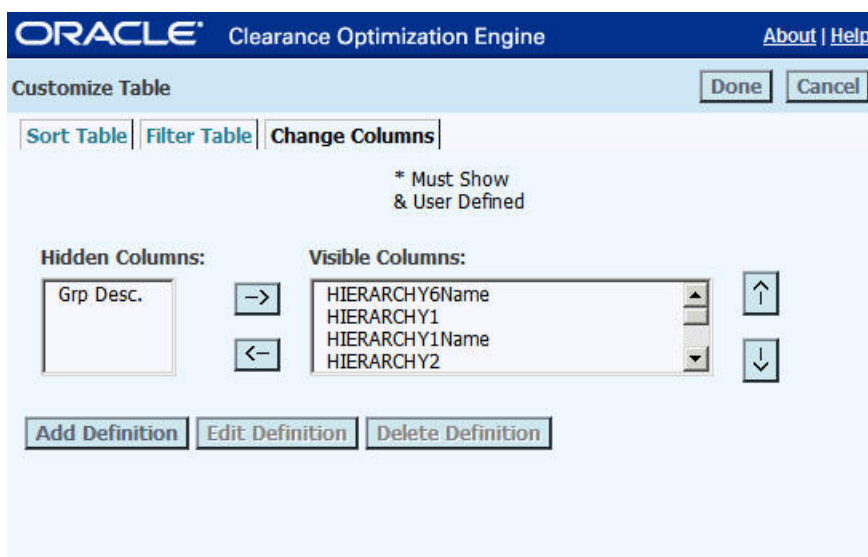 ORACLE Clearance Optimization Engine About | Help
Customize Table Done Cancel
Sort Table Filter Table Change Columns
* Must Show
& User Defined
Hidden Columns: Visible Columns:
Grp Desc. --> HIERARCHY6Name
HIERARCHY1
HIERARCHY1Name
<- HIERARCHY2
Add Definition Edit Definition Delete Definition